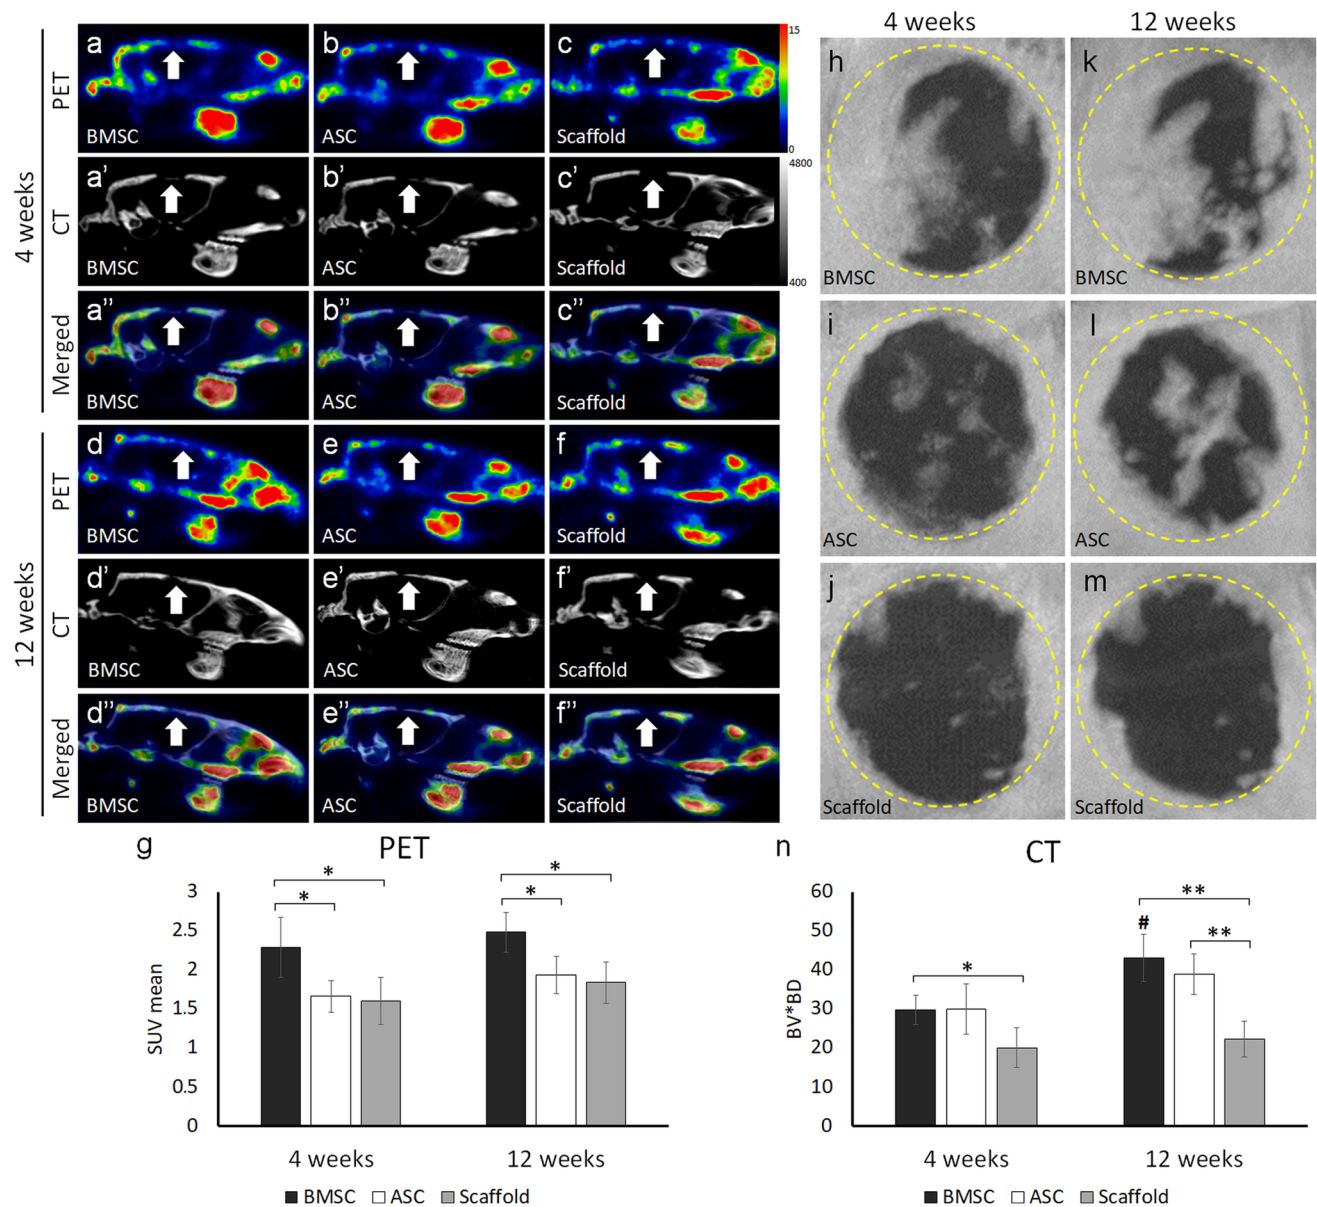 4 weeks
12 weeks
PET
CT
Merged
PET
CT
Merged
4 weeks
12 weeks
a
BMSC
b
ASC
c
Scaffold
15
0
a'
BMSC
b'
ASC
c'
Scaffold
4800
400
a''
BMSC
b''
ASC
c''
Scaffold
d
BMSC
e
ASC
f
Scaffold
d'
BMSC
e'
ASC
f'
Scaffold
d''
BMSC
e''
ASC
f''
Scaffold
h
BMSC
k
BMSC
i
ASC
l
ASC
j
Scaffold
m
Scaffold
g
PET
SUV mean
3
2.5
2
1.5
1
0.5
0
*
*
*
*
4 weeks
12 weeks
BMSC ASC Scaffold
n
CT
BV*BD
60
50
40
30
20
10
0
*
#
**
**
4 weeks
12 weeks
BMSC ASC Scaffold